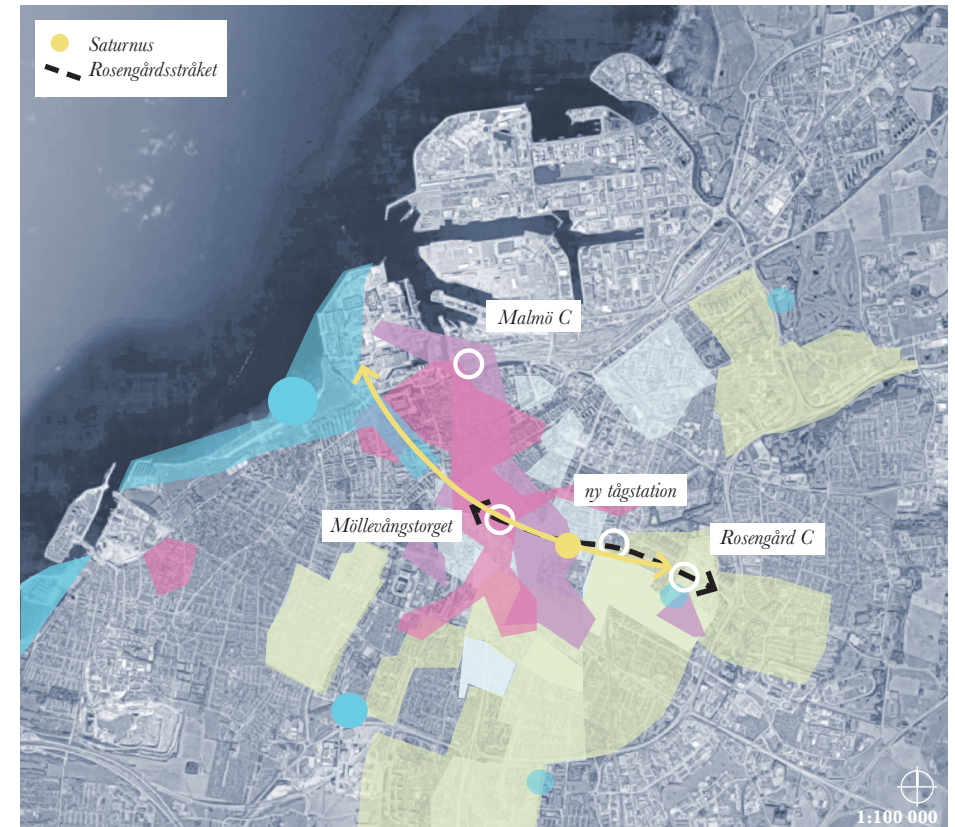 Saturnus
Rosengårdsstråket
Malmö C
ny tågstation
Möllevångstorget
Rosengård C
1:100 000